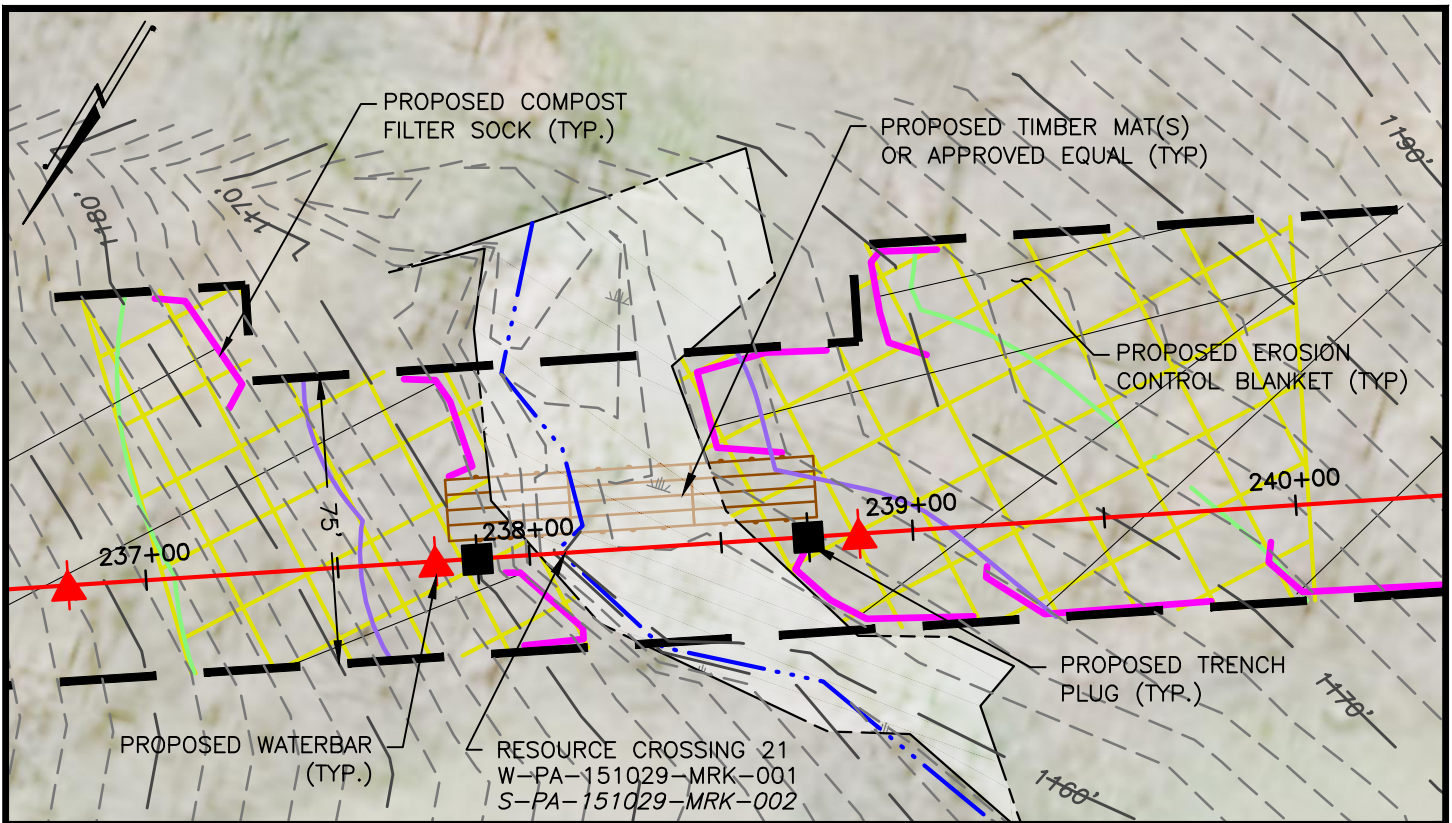 PROPOSED COMPOST
FILTER SOCK (TYP.)
PROPOSED TIMBER MAT(S)
OR APPROVED EQUAL (TYP)
1190'
1180'
1170'
PROPOSED EROSION
CONTROL BLANKET (TYP)
75'
237+00
238+00
239+00
240+00
PROPOSED TRENCH
PLUG (TYP.)
1170'
PROPOSED WATERBAR
(TYP.)
RESOURCE CROSSING 21
W-PA-151029-MRK-001
S-PA-151029-MRK-002
1160'